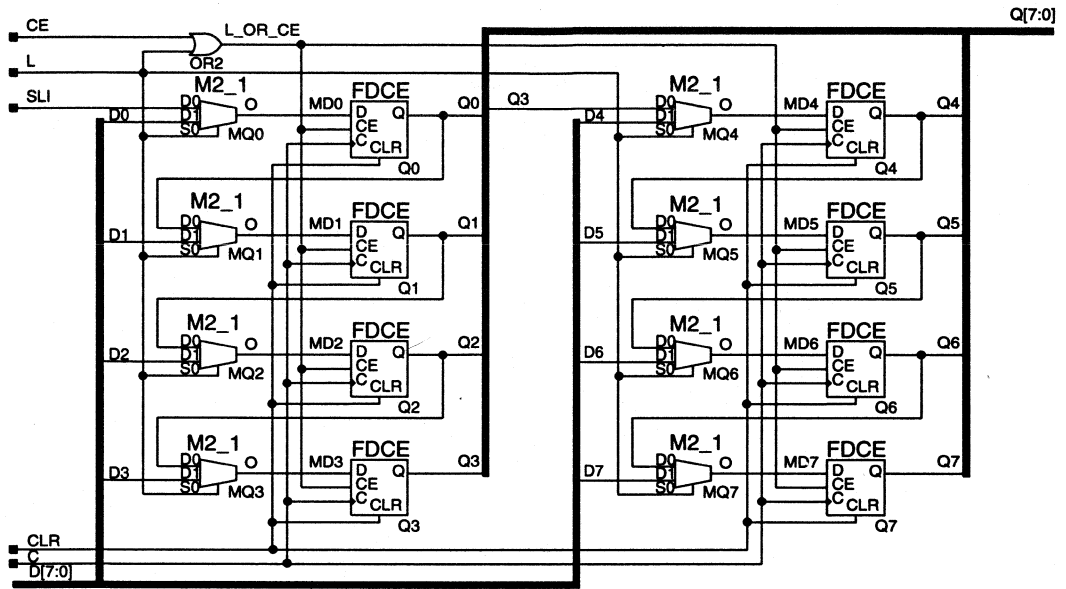 Q[7:0]
CE
L_OR_CE
L
OR2
SLI
M2_1 FDCE M2_1 FDCE
D0 D0 O MD0 D Q Q0 Q3 D0 O MD4 D Q Q4
D1 CE D4 D1 CE
S0 MQ0 C CLR S0 MQ4 C CLR
Q0 Q4
M2_1 FDCE M2_1 FDCE
D0 O MD1 D Q Q1 D0 O MD5 D Q Q5
D1 D1 CE D5 D1 CE
S0 MQ1 C CLR S0 MQ5 C CLR
Q1 Q5
M2_1 FDCE M2_1 FDCE
D0 O MD2 D Q Q2 D0 O MD6 D Q Q6
D2 D1 CE D6 D1 CE
S0 MQ2 C CLR S0 MQ6 C CLR
Q2 Q6
M2_1 FDCE M2_1 FDCE
D0 O MD3 D Q Q3 D0 O MD7 D Q Q7
D3 D1 CE D7 D1 CE
S0 MQ3 C CLR S0 MQ7 C CLR
Q3 Q7
CLR
C
D[7:0]